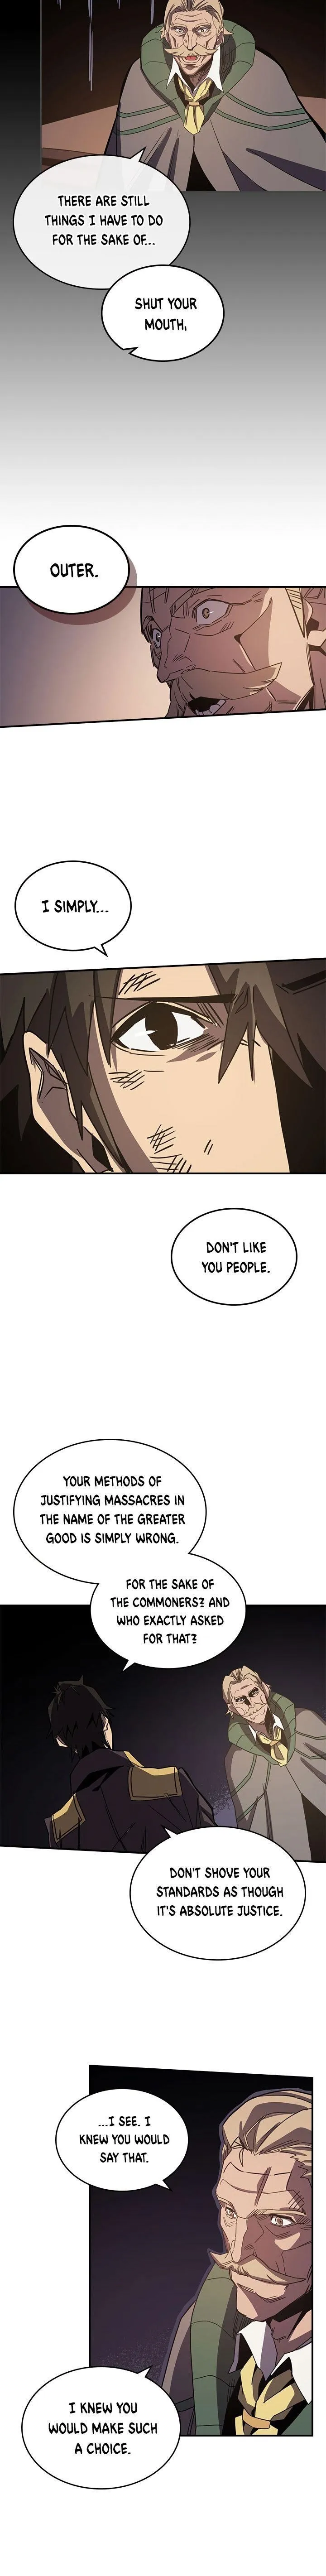 THERE ARE STILL
THINGS I HAVE TO DO
FOR THE SAKE OF...
SHUT YOUR
MOUTH,
OUTER.
I SIMPLY...
DON'T LIKE
YOU PEOPLE.
YOUR METHODS OF
JUSTIFYING MASSACRES IN
THE NAME OF THE GREATER
GOOD IS SIMPLY WRONG.
FOR THE SAKE OF
THE COMMONERS? AND
WHO EXACTLY ASKED
FOR THAT?
DON'T SHOVE YOUR
STANDARDS AS THOUGH
IT'S ABSOLUTE JUSTICE.
...I SEE. I
KNEW YOU WOULD
SAY THAT.
I KNEW YOU
WOULD MAKE SUCH
A CHOICE.